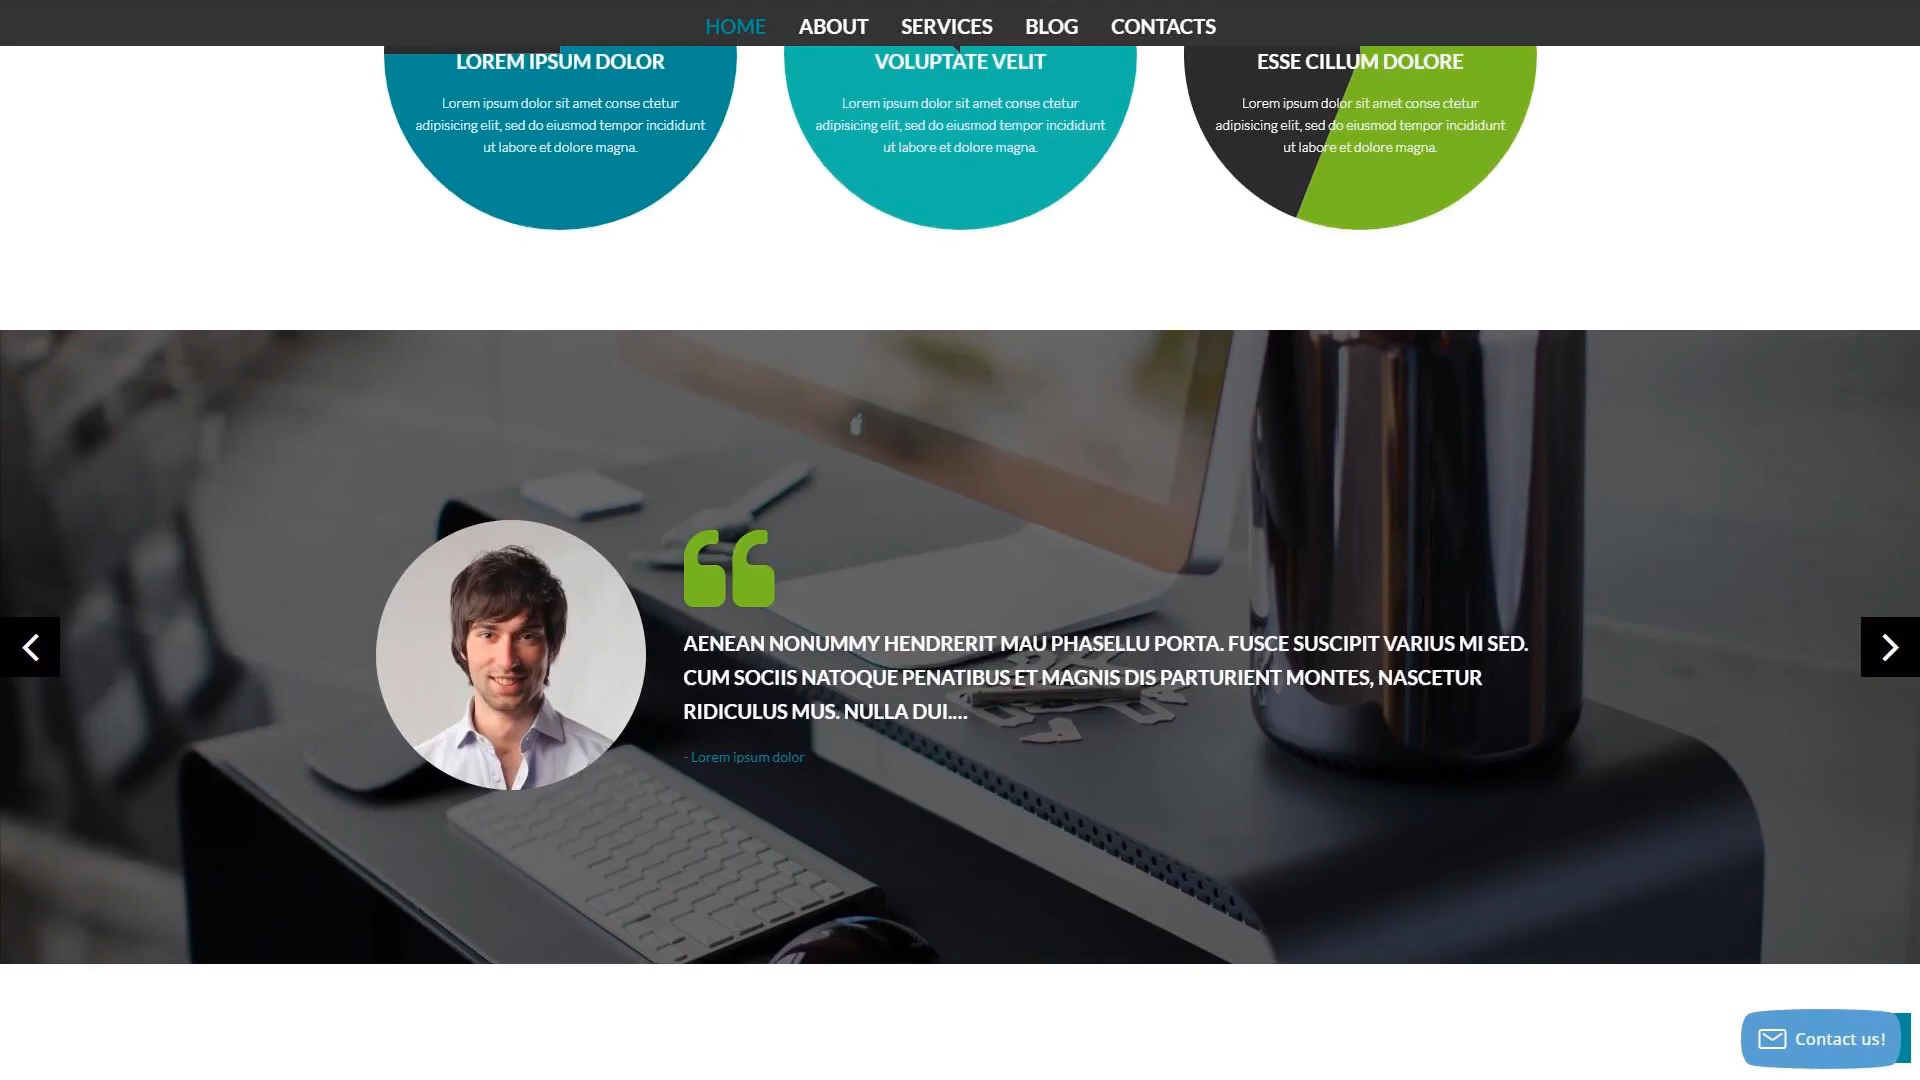 HOME ABOUT SERVICES BLOG CONTACTS
LOREM IPSUM DOLOR
Lorem ipsum dolor sit amet conse ctetur
adipisicing elit, sed do eiusmod tempor incididunt
ut labore et dolore magna.
VOLUPTATE VELIT
Lorem ipsum dolor sit amet conse ctetur
adipisicing elit, sed do eiusmod tempor incididunt
ut labore et dolore magna.
ESSE CILLUM DOLORE
Lorem ipsum dolor sit amet conse ctetur
adipisicing elit, sed do eiusmod tempor incididunt
ut labore et dolore magna.
AENEAN NONUMMY HENDRERIT MAU PHASELLU PORTA. FUSCE SUSCIPIT VARIUS MI SED.
CUM SOCIIS NATOQUE PENATIBUS ET MAGNIS DIS PARTURIENT MONTES, NASCETUR
RIDICULUS MUS. NULLA DUI....
- Lorem ipsum dolor
Contact us!